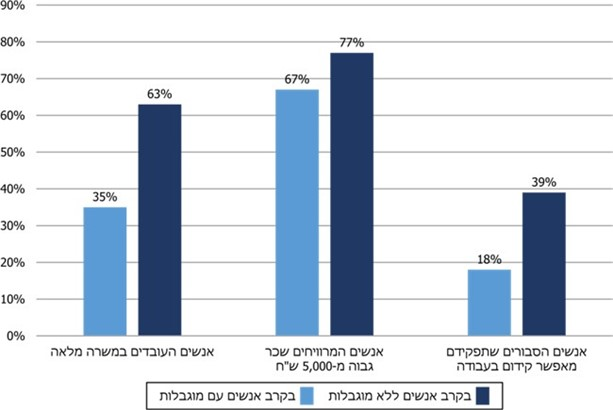 90%
80%
70%
60%
50%
40%
30%
20%
10%
0%
35%
63%
67%
77%
18%
39%
אנשים העובדים במשרה מלאה
אנשים המרוויחים שכר
גבוה מ-5,000 ש"ח
אנשים הסבורים שתפקידם
מאפשר קידום בעבודה
בקרב אנשים עם מוגבלות
בקרב אנשים ללא מוגבלות